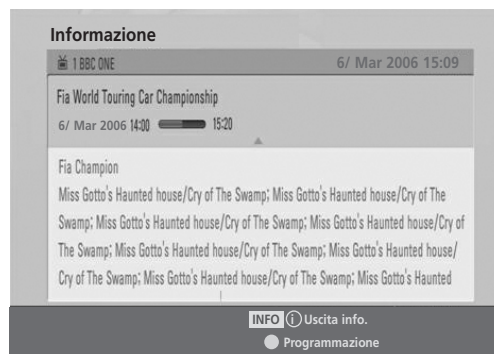 Informazione
1 BBC ONE 6/ Mar 2006 15:09
Fia World Touring Car Championship
6/ Mar 2006 14:00 15:20
Fia Champion
Miss Gotto's Haunted house/Cry of The Swamp; Miss Gotto's Haunted house/Cry of The
Swamp; Miss Gotto's Haunted house/Cry of The Swamp; Miss Gotto's Haunted house/Cry of
The Swamp; Miss Gotto's Haunted house/Cry of The Swamp; Miss Gotto's Haunted house/
Cry of The Swamp; Miss Gotto's Haunted house/Cry of The Swamp; Miss Gotto's Haunted
INFO i Uscita info.
Programmazione